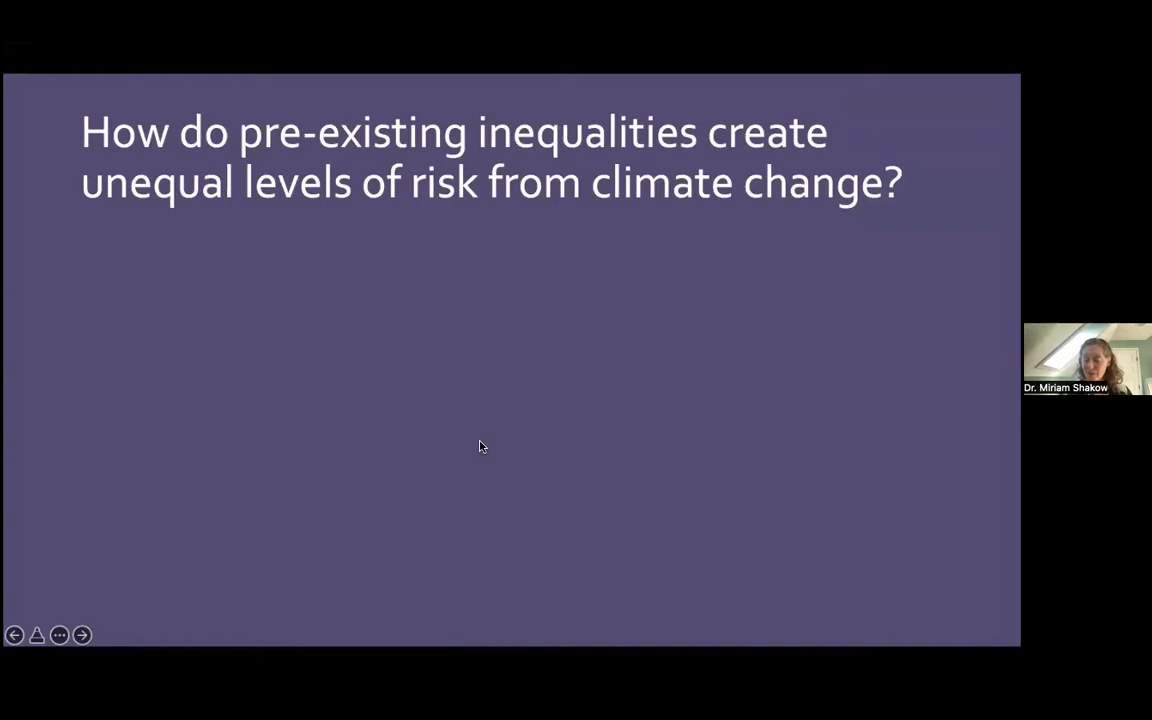 How do pre-existing inequalities create
unequal levels of risk from climate change?
Dr. Miriam Shakow